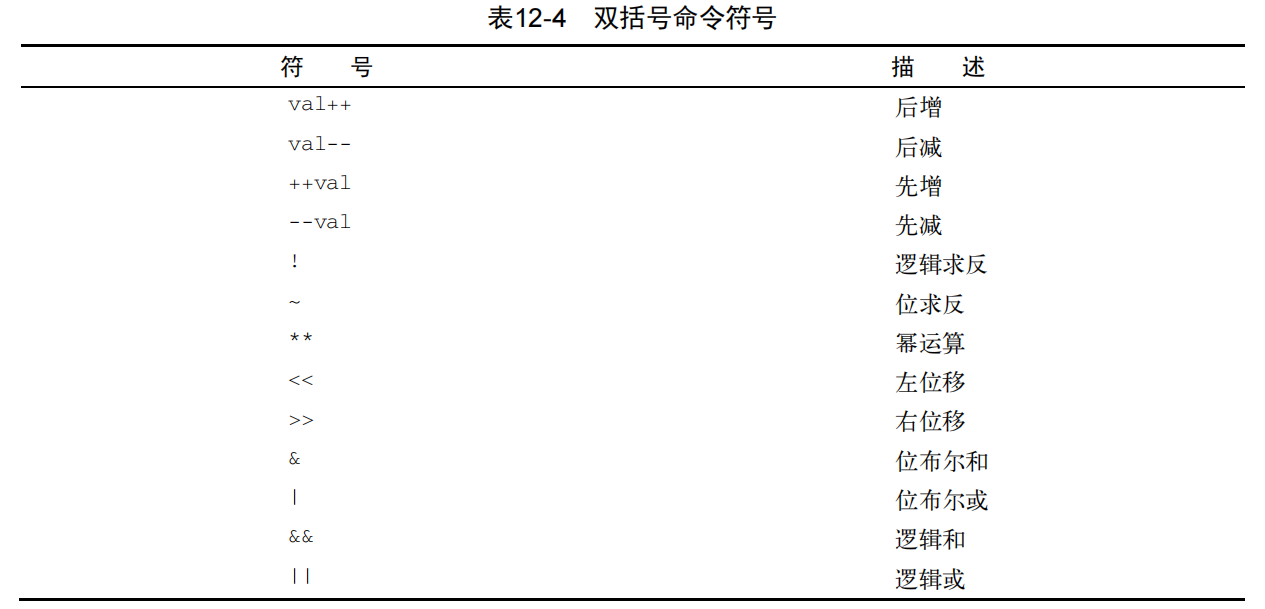 表12-4 双括号命令符号
符 号 描 述
val++ 后增
val-- 后减
++val 先增
--val 先减
! 逻辑求反
~ 位求反
** 幂运算
<< 左位移
>> 右位移
& 位布尔和
| 位布尔或
&& 逻辑和
|| 逻辑或